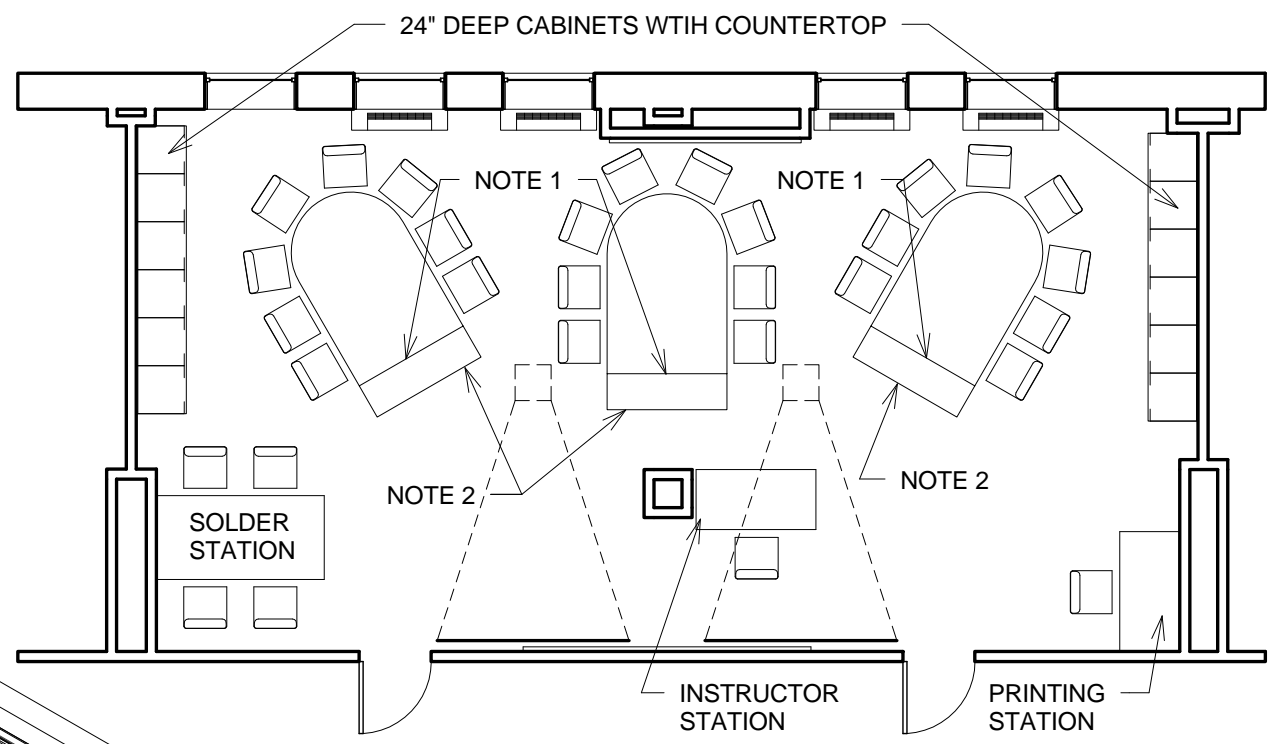 24" DEEP CABINETS WTIH COUNTERTOP
NOTE 1
NOTE 1
NOTE 2
NOTE 2
SOLDER
STATION
INSTRUCTOR
STATION
PRINTING
STATION